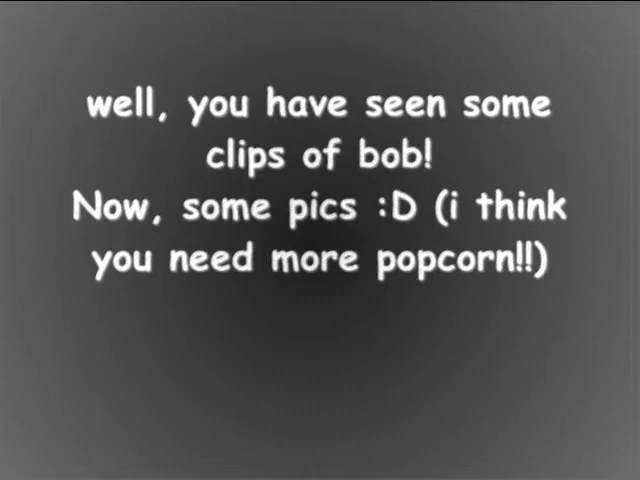 well, you have seen some
clips of bob!
Now, some pics :D (i think
you need more popcorn!!)